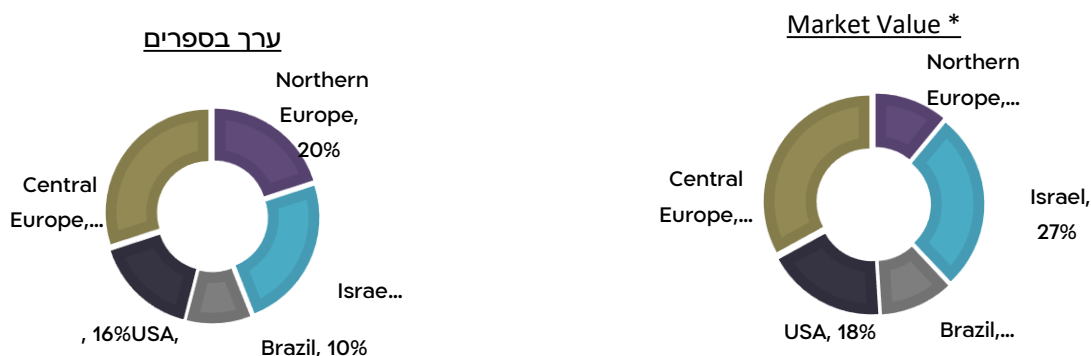 ערך בספרים
Northern
Europe,
20%
Central
Europe,...
Israe...
, 16%USA,
Brazil, 10%
Market Value *
Northern
Europe,...
Central
Europe,...
Israel,
27%
USA, 18%
Brazil,...